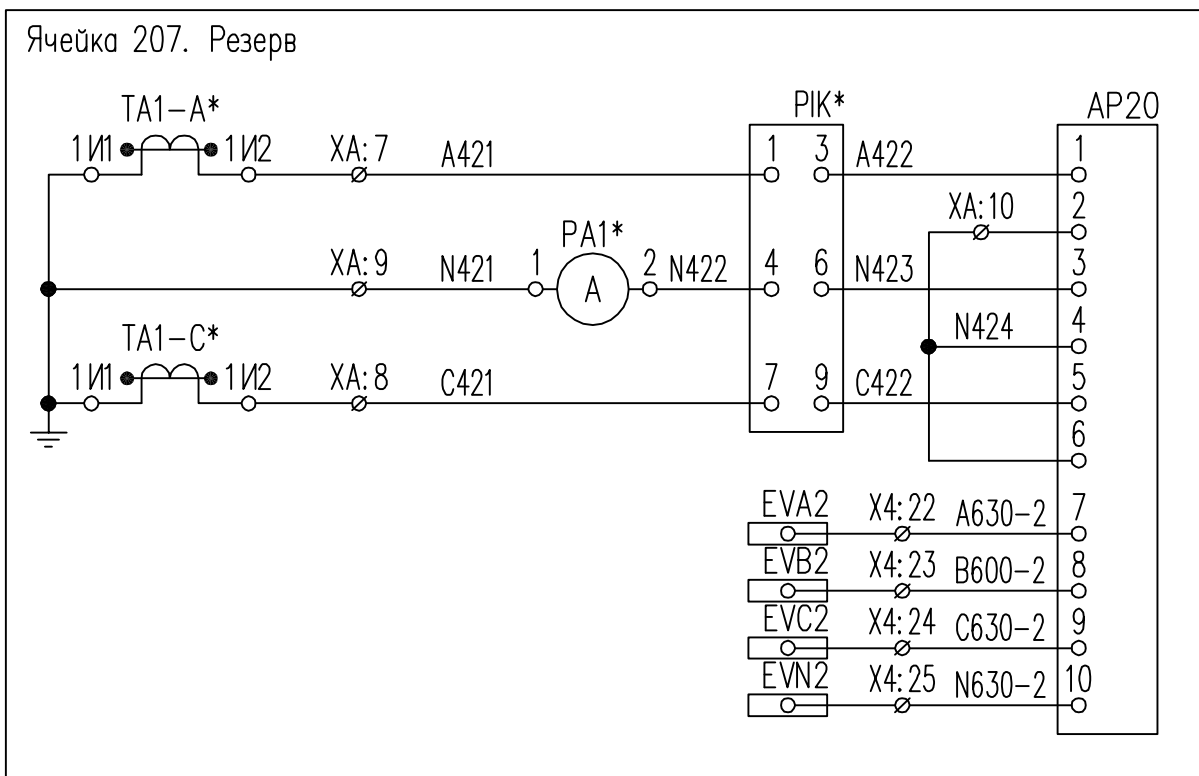 Ячейка 207. Резерв
TA1-A* PIK* AP20
1И1 1И2 XA:7 A421 1 3 A422 1
XA:10 2
PA1*
XA:9 N421 1 A 2 N422 4 6 N423 3
N424 4
TA1-C*
1И1 1И2 XA:8 C421 7 9 C422 5
6
EVA2 X4:22 A630-2 7
EVB2 X4:23 B600-2 8
EVC2 X4:24 C630-2 9
EVN2 X4:25 N630-2 10